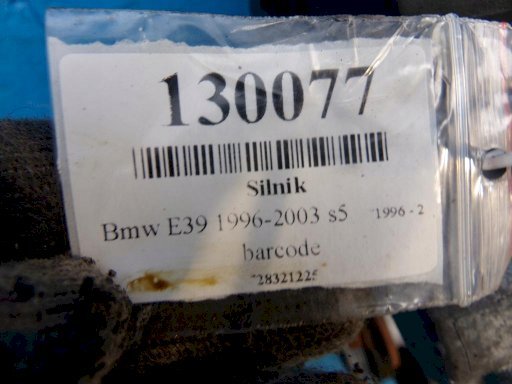 130077
Silnik
Bmw E39 1996-2003 s5 1996 - 2
barcode
28321225